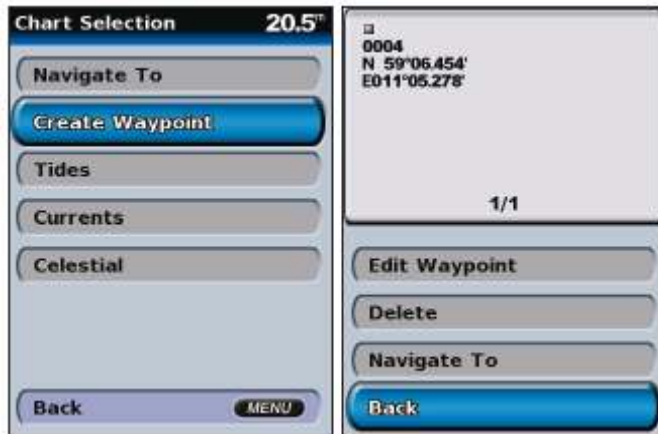 Chart Selection 20.5m
Navigate To
Create Waypoint
Tides
Currents
Celestial
Back MENU
0004
N 59°06.454'
E011°05.278'
1/1
Edit Waypoint
Delete
Navigate To
Back